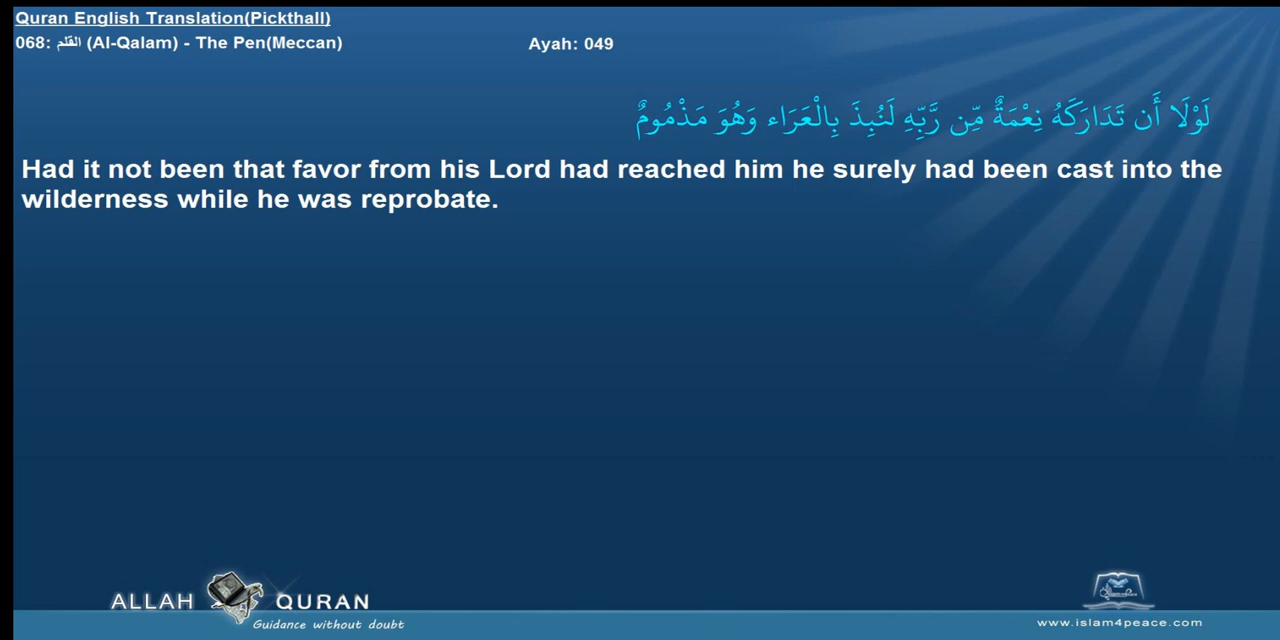 Quran English Translation(Pickthall)
068: القلم (Al-Qalam) - The Pen(Meccan) Ayah: 049
لَوْلَا أَن تَدَارَكَهُ نِعْمَةٌ مِّن رَّبِّهِ لَنُبِذَ بِالْعَرَاء وَهُوَ مَذْمُومٌ
Had it not been that favor from his Lord had reached him he surely had been cast into the
wilderness while he was reprobate.
ALLAH QURAN
Guidance without doubt
www.islam4peace.com